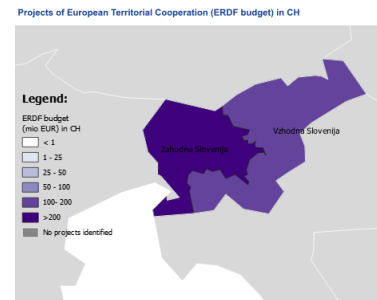 Projects of European Territorial Cooperation (ERDF budget) in CH
Legend:
ERDF budget
(mio EUR) in CH
< 1
1 - 25
25 - 50
50 - 100
100- 200
>200
No projects identified
Vzhodna Slovenija
Zahodna Slovenija